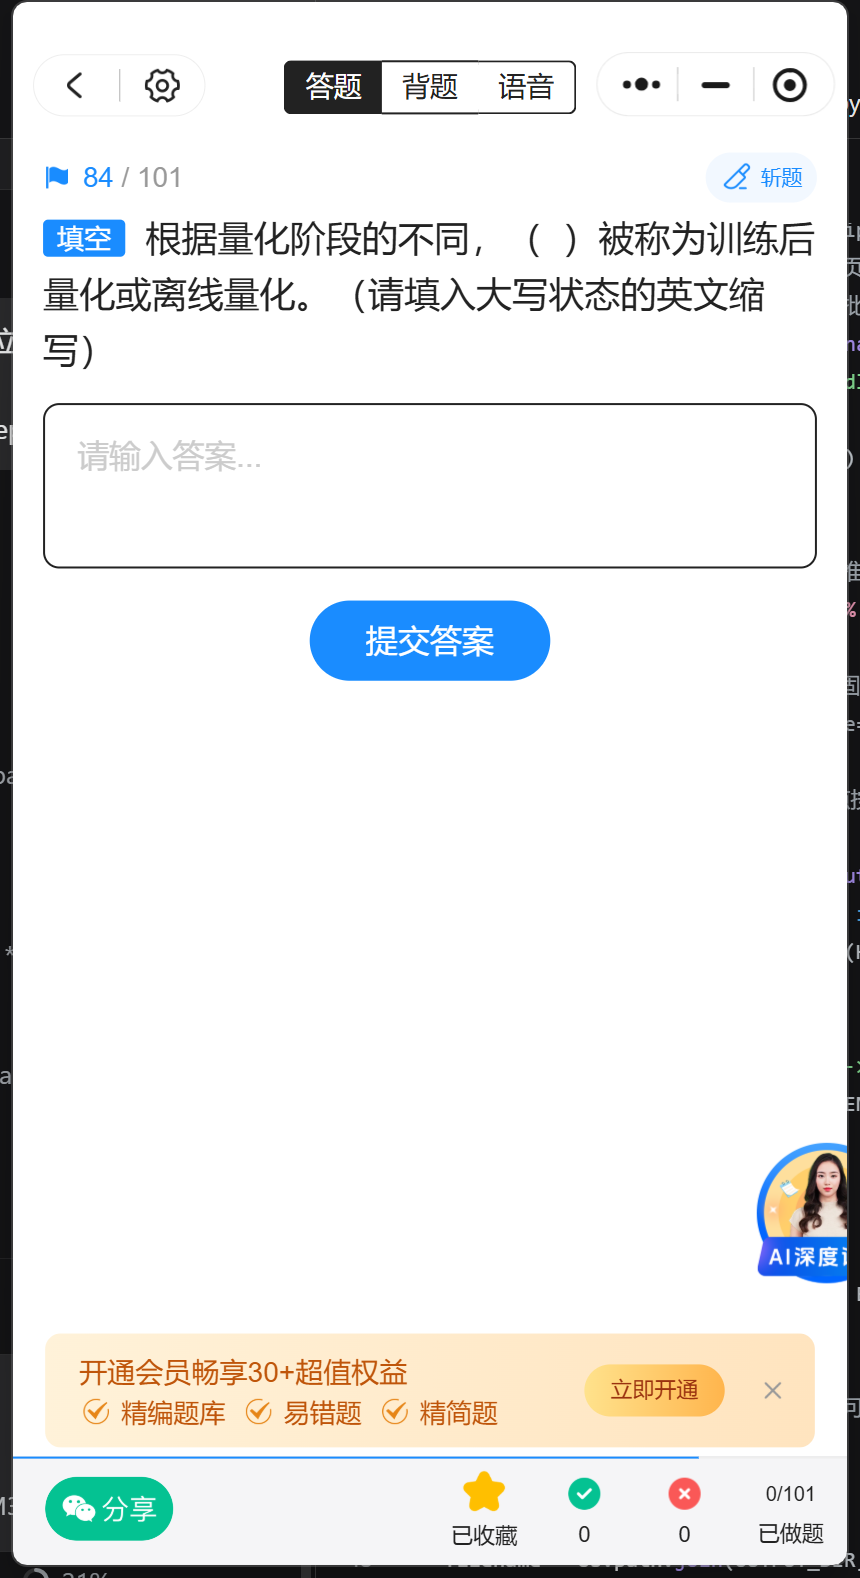 答题 背题 语音
84 / 101
斩题
填空 根据量化阶段的不同，（ ）被称为训练后
量化或离线量化。（请填入大写状态的英文缩
写）
请输入答案...
提交答案
AI深度
开通会员畅享30+超值权益
精编题库 易错题 精简题
立即开通
分享
已收藏
0
0
0/101
已做题